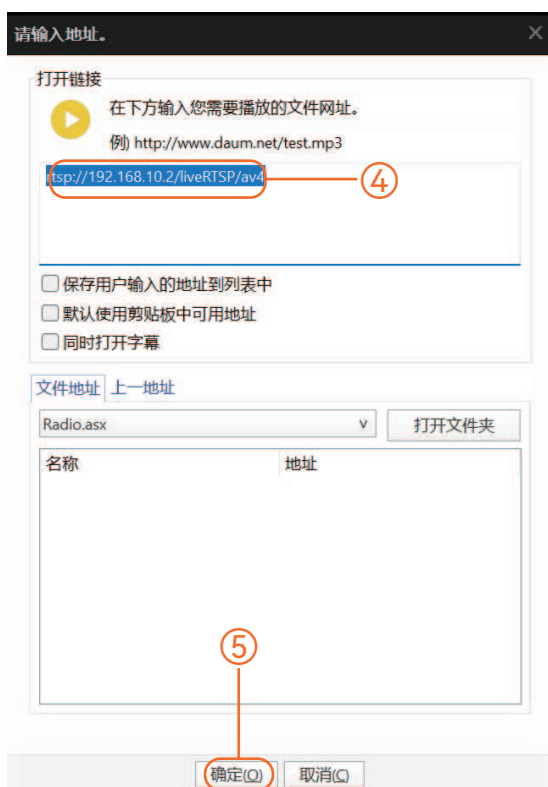 请输入地址。
打开链接
在下方输入您需要播放的文件网址。
例) http://www.daum.net/test.mp3
rtsp://192.168.10.2/liveRTSP/av4
④
保存用户输入的地址到列表中
默认使用剪贴板中可用地址
同时打开字幕
文件地址 上一地址
Radio.asx v 打开文件夹
名称 地址
⑤
确定(O) 取消(C)